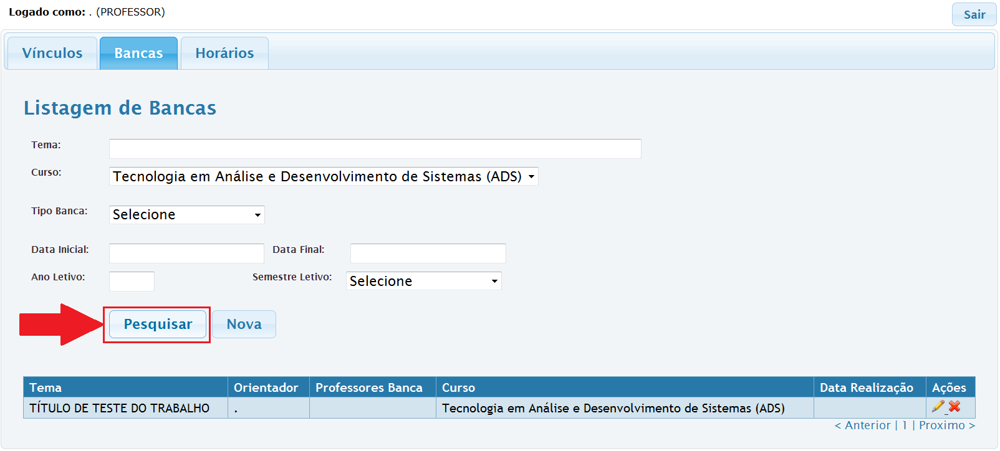 Logado como: . (PROFESSOR)
Sair
Vínculos Bancas Horários
Listagem de Bancas
Tema:
Curso: Tecnologia em Análise e Desenvolvimento de Sistemas (ADS)
Tipo Banca: Selecione
Data Inicial: Data Final:
Ano Letivo: Semestre Letivo: Selecione
Pesquisar Nova
Tema Orientador Professores Banca Curso Data Realização Ações
TÍTULO DE TESTE DO TRABALHO . Tecnologia em Análise e Desenvolvimento de Sistemas (ADS)
< Anterior | 1 | Proximo >